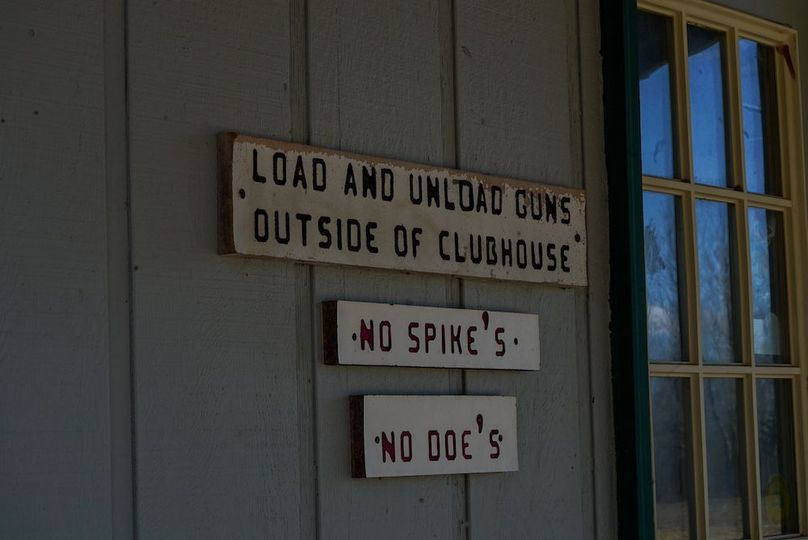 LOAD AND UNLOAD GUNS
OUTSIDE OF CLUBHOUSE
NO SPIKE'S
NO DOE'S